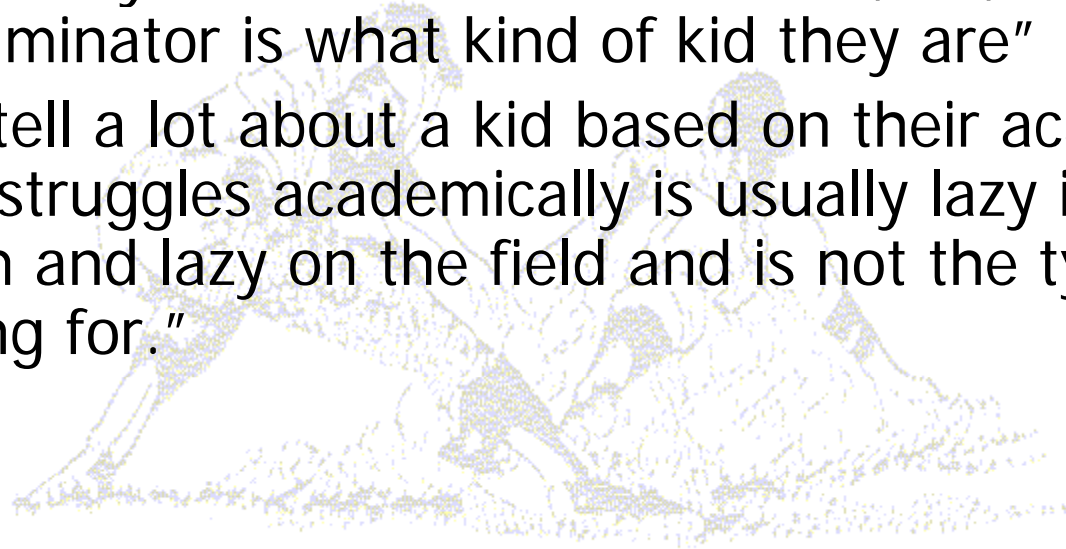 minator is what kind of kid they are”
tell a lot about a kid based on their ac
struggles academically is usually lazy i
n and lazy on the field and is not the ty
ng for.”